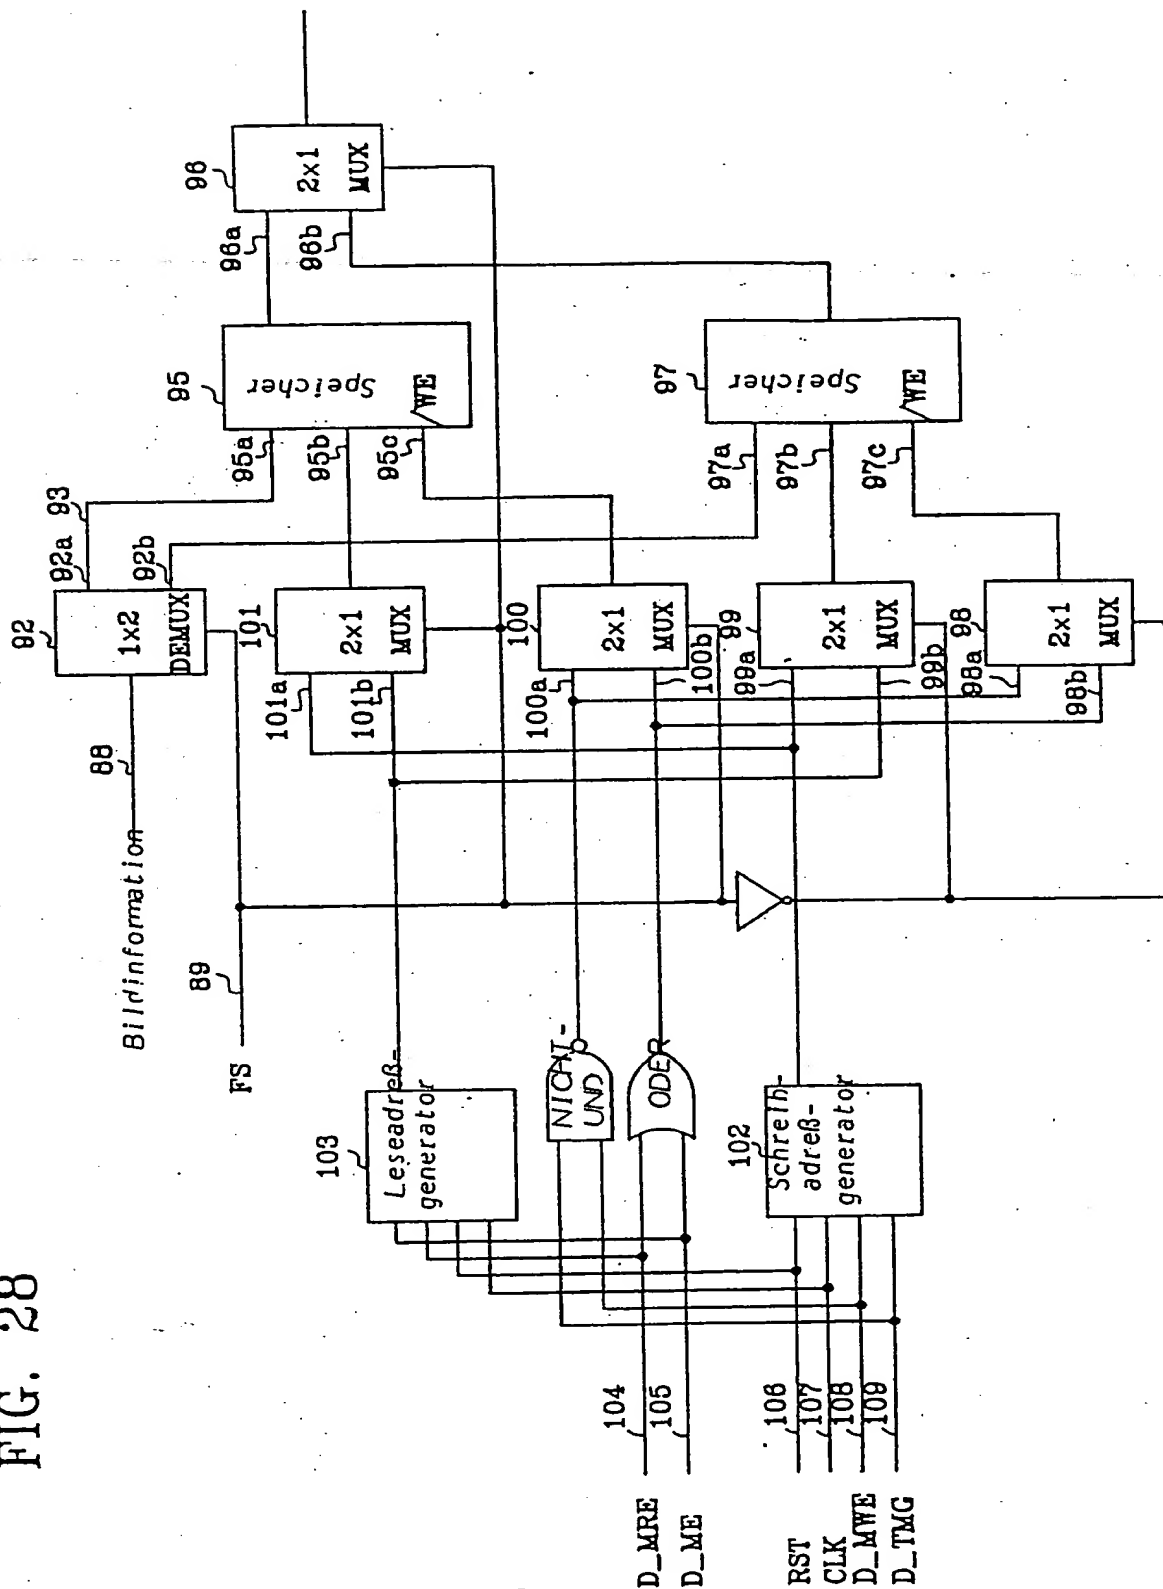 FIG. 28
Bildinformation
88
92
1x2
DEMUX
92a
93
92b
FS
89
103
Leseadreß-
generator
101
2x1
MUX
101a
101b
95
Speicher
WE
95a
95b
95c
96
2x1
MUX
96a
96b
NICHT-
UND
ODER
100
2x1
MUX
100a
100b
99
2x1
MUX
99a
99b
98
2x1
MUX
98a
98b
97
Speicher
WE
97a
97b
97c
102
Schreib-
adreß-
generator
D_MRE
104
D_ME
105
RST
106
CLK
107
D_MWE
108
D_TMG
109